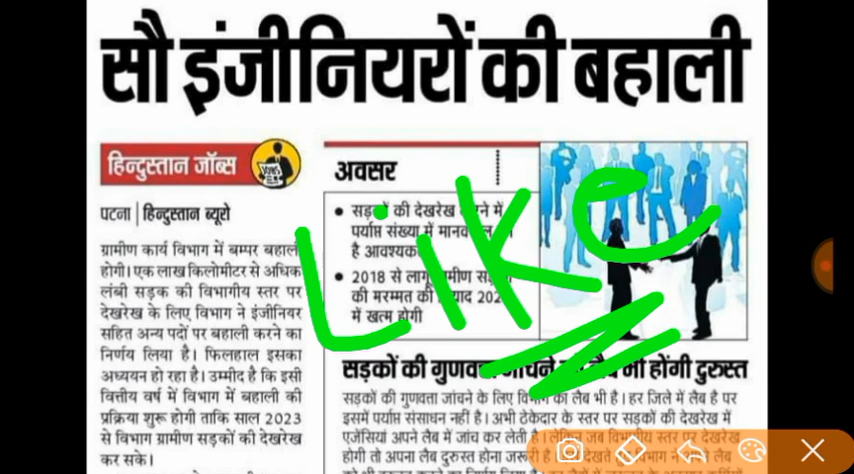 सौ इंजीनियरों की बहाली
हिन्दुस्तान जॉब्स
JOBS
पटना | हिन्दुस्तान ब्यूरो
ग्रामीण कार्य विभाग में बम्पर बहाली
होगी। एक लाख किलोमीटर से अधिक
लंबी सड़क की विभागीय स्तर पर
देखरेख के लिए विभाग ने इंजीनियर
सहित अन्य पदों पर बहाली करने का
निर्णय लिया है। फिलहाल इसका
अध्ययन हो रहा है। उम्मीद है कि इसी
वित्तीय वर्ष में विभाग में बहाली की
प्रक्रिया शुरू होगी ताकि साल 2023
से विभाग ग्रामीण सड़कों की देखरेख
कर सके।
अवसर
• सड़कों की देखरेख में
पर्याप्त संख्या में
है आवश्यक
• 2018 से लागू
की मरम्मत की
में खत्म होगी
Like
सड़कों की गुणवत्ता जांचने का लैब भी होंगी दुरुस्त
सड़कों की गुणवत्ता जांचने के लिए विभाग का लैब भी है। हर जिले में लैब है पर
इसमें पर्याप्त संसाधन नहीं है। अभी ठेकेदार के स्तर पर सड़कों की देखरेख में
एजेंसियां अपने लैब में जांच कर लेती है। लेकिन जब विभागीय स्तर पर देखरेख
होगी तो अपना लैब दुरुस्त होना जरूरी